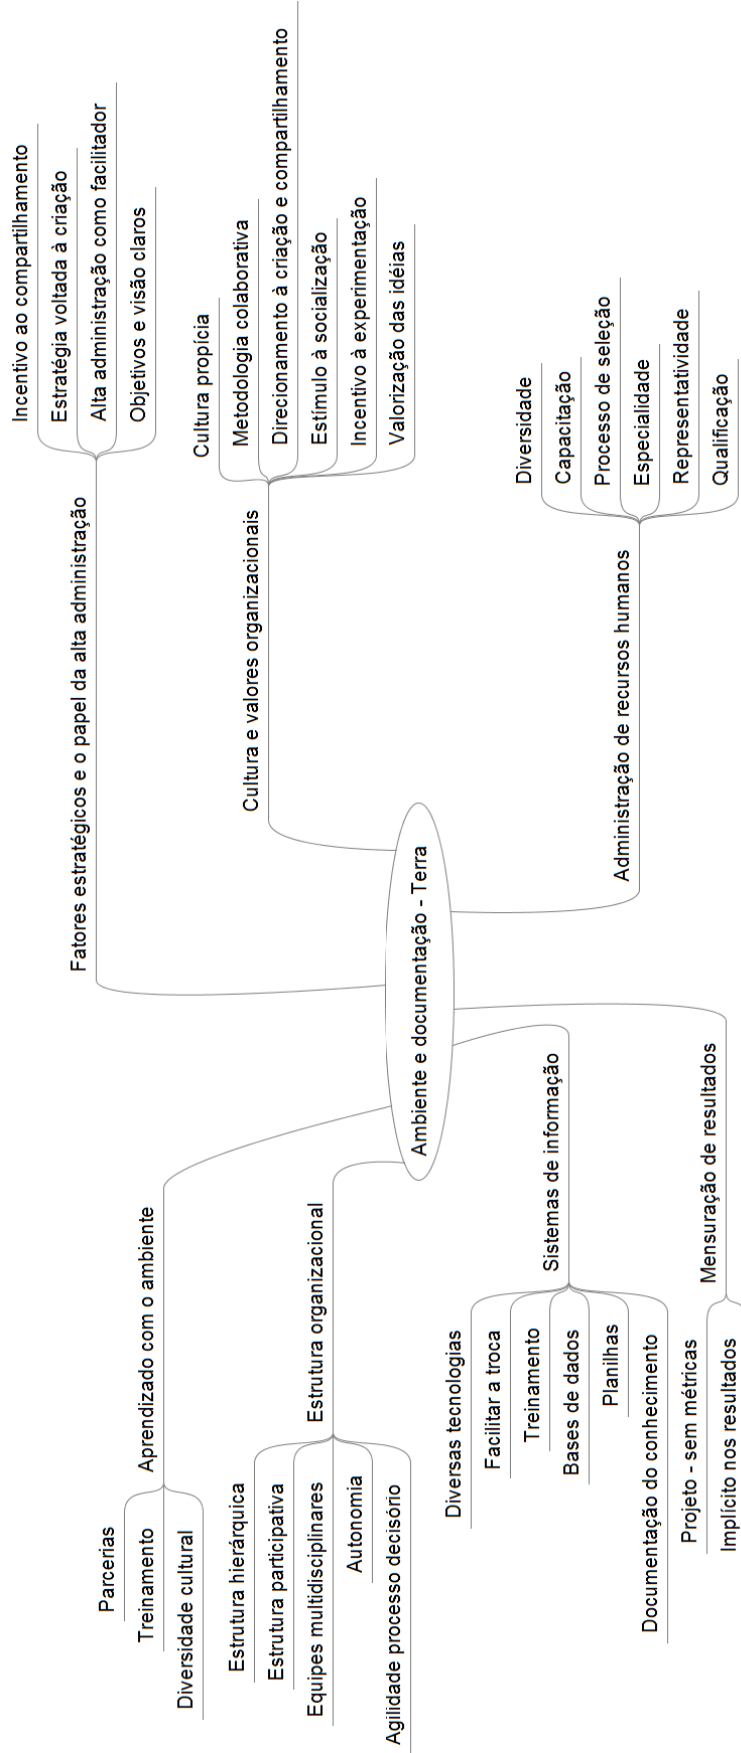 Ambiente e documentação - Terra
Fatores estratégicos e o papel da alta administração
Incentivo ao compartilhamento
Estratégia voltada à criação
Alta administração como facilitador
Objetivos e visão claros
Cultura e valores organizacionais
Cultura propícia
Metodologia colaborativa
Direcionamento à criação e compartilhamento
Estímulo à socialização
Incentivo à experimentação
Valorização das idéias
Administração de recursos humanos
Diversidade
Capacitação
Processo de seleção
Especialidade
Representatividade
Qualificação
Aprendizado com o ambiente
Parcerias
Treinamento
Diversidade cultural
Estrutura organizacional
Estrutura hierárquica
Estrutura participativa
Equipes multidisciplinares
Autonomia
Agilidade processo decisório
Sistemas de informação
Diversas tecnologias
Facilitar a troca
Treinamento
Bases de dados
Planilhas
Documentação do conhecimento
Mensuração de resultados
Projeto - sem métricas
Implícito nos resultados